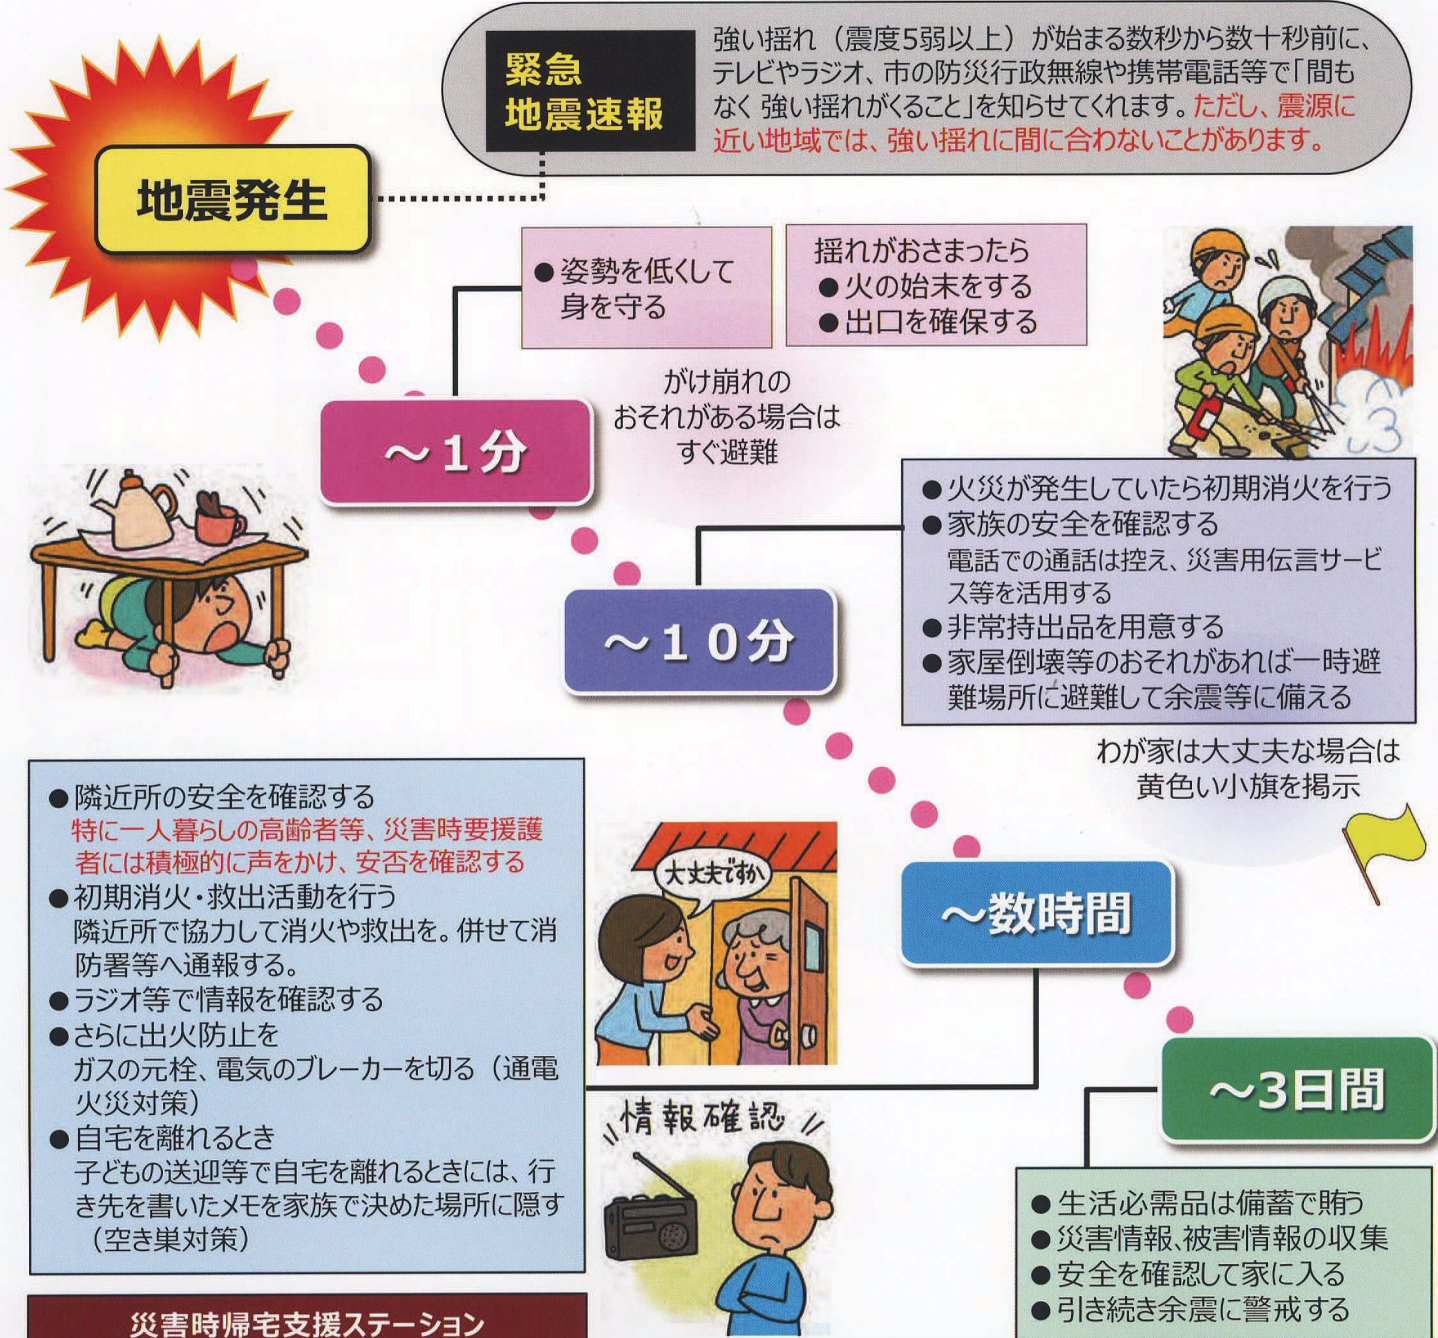 緊急
地震速報
強い揺れ（震度5弱以上）が始まる数秒から数十秒前に、
テレビやラジオ、市の防災行政無線や携帯電話等で「間も
なく 強い揺れがくること」を知らせてくれます。ただし、震源に
近い地域では、強い揺れに間に合わないことがあります。
地震発生
●姿勢を低くして
身を守る
揺れがおさまったら
●火の始末をする
●出口を確保する
がけ崩れの
おそれがある場合は
すぐ避難
～1分
●火災が発生していたら初期消火を行う
●家族の安全を確認する
電話での通話は控え、災害用伝言サービ
ス等を活用する
●非常持出品を用意する
●家屋倒壊等のおそれがあれば一時避
難場所に避難して余震等に備える
～１０分
わが家は大丈夫な場合は
黄色い小旗を掲示
●隣近所の安全を確認する
特に一人暮らしの高齢者等、災害時要援護
者には積極的に声をかけ、安否を確認する
●初期消火・救出活動を行う
隣近所で協力して消火や救出を。併せて消
防署等へ通報する。
●ラジオ等で情報を確認する
●さらに出火防止を
ガスの元栓、電気のブレーカーを切る（通電
火災対策）
●自宅を離れるとき
子どもの送迎等で自宅を離れるときには、行
き先を書いたメモを家族で決めた場所に隠す
（空き巣対策）
大丈夫ですか
～数時間
情報確認
～3日間
●生活必需品は備蓄で賄う
●災害情報、被害情報の収集
●安全を確認して家に入る
●引き続き余震に警戒する
災害時帰宅支援ステーション